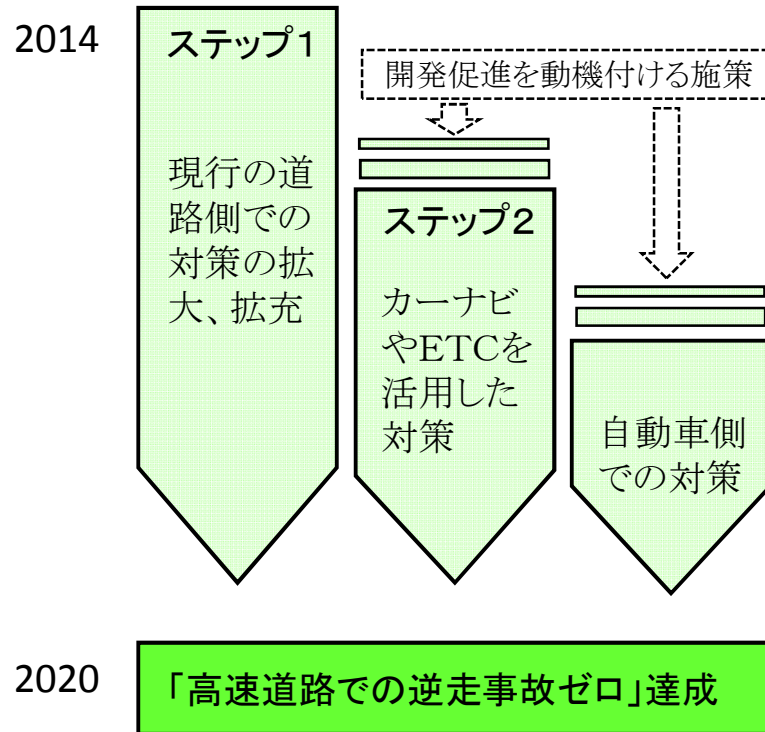 2014
ステップ1
開発促進を動機付ける施策
現行の道
路側での
対策の拡
大、拡充
ステップ2
カーナビ
やETCを
活用した
対策
自動車側
での対策
2020
「高速道路での逆走事故ゼロ」達成